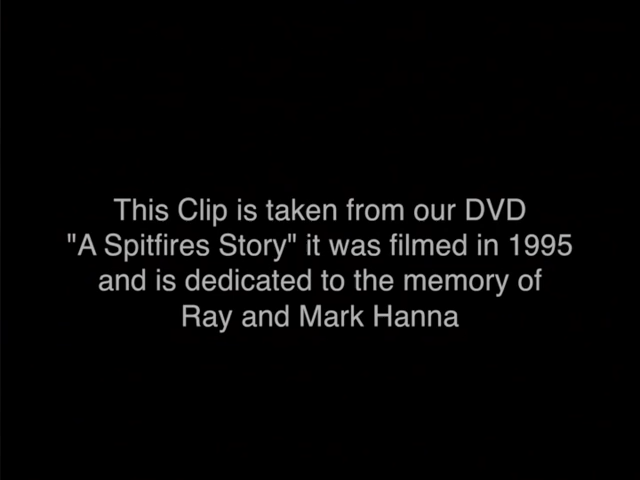 This Clip is taken from our DVD
"A Spitfires Story" it was filmed in 1995
and is dedicated to the memory of
Ray and Mark Hanna